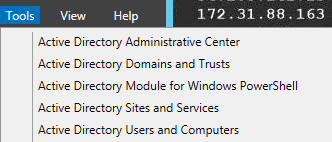 Tools View Help
172.31.88.163
Active Directory Administrative Center
Active Directory Domains and Trusts
Active Directory Module for Windows PowerShell
Active Directory Sites and Services
Active Directory Users and Computers